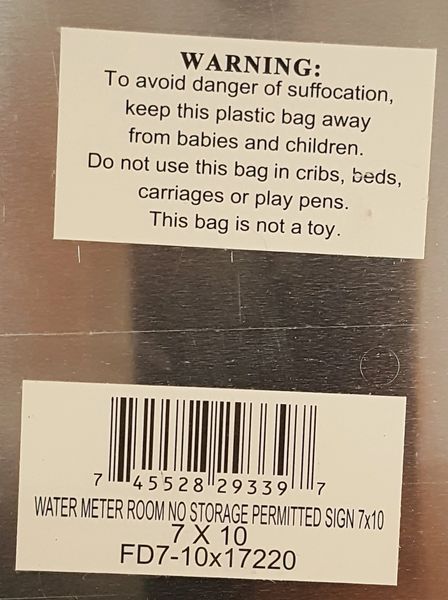 WARNING:
To avoid danger of suffocation,
keep this plastic bag away
from babies and children.
Do not use this bag in cribs, beds,
carriages or play pens.
This bag is not a toy.
7 45528 29339 7
WATER METER ROOM NO STORAGE PERMITTED SIGN 7x10
7 X 10
FD7-10x17220